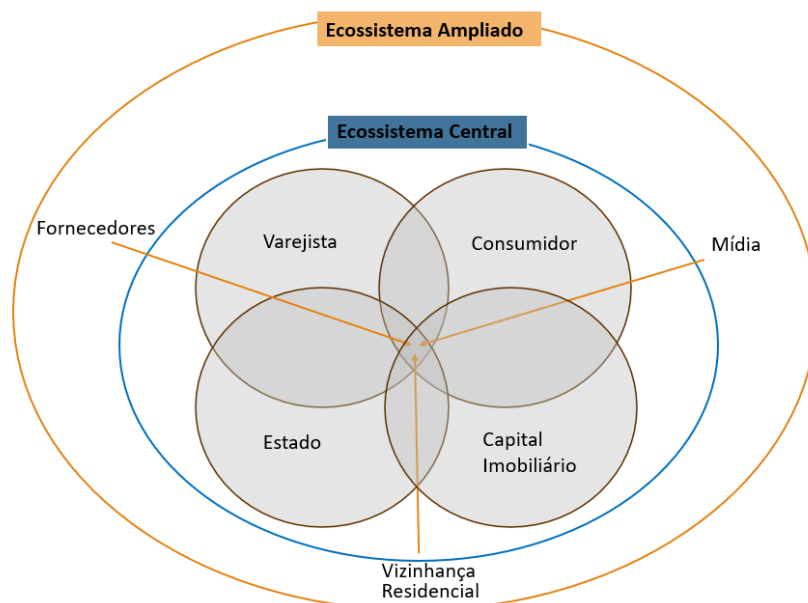 Ecossistema Ampliado
Ecossistema Central
Fornecedores
Varejista
Consumidor
Mídia
Estado
Capital
Imobiliário
Vizinhança
Residencial